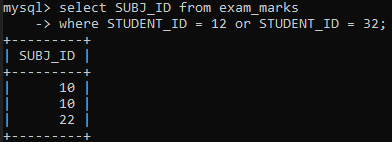 mysql> select SUBJ_ID from exam_marks
    -> where STUDENT_ID = 12 or STUDENT_ID = 32;
+---------+
| SUBJ_ID |
+---------+
|      10 |
|      10 |
|      22 |
+---------+